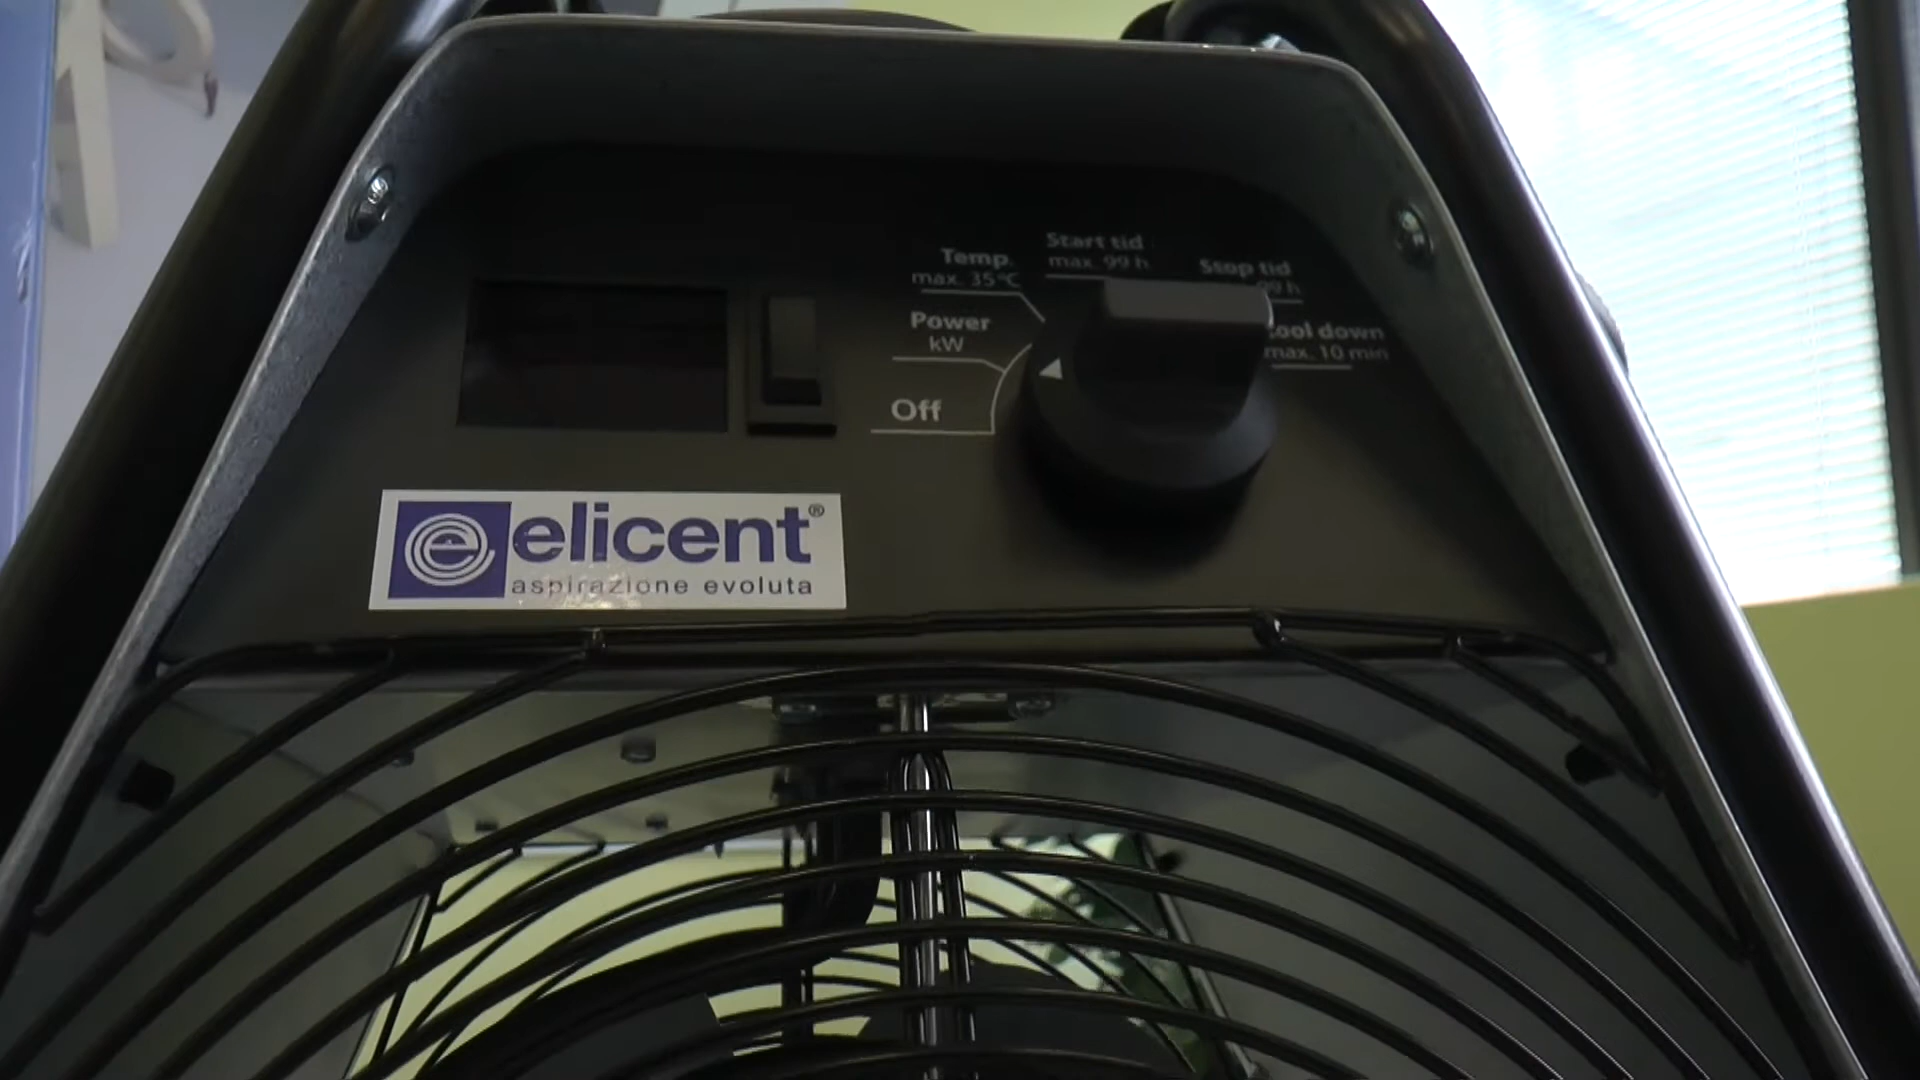 Start tid
max. 99 h
Temp.
max. 35°C
Stop tid
99 h
Power
kW
Cool down
max. 10 min
Off
e
elicent®
aspirazione evoluta